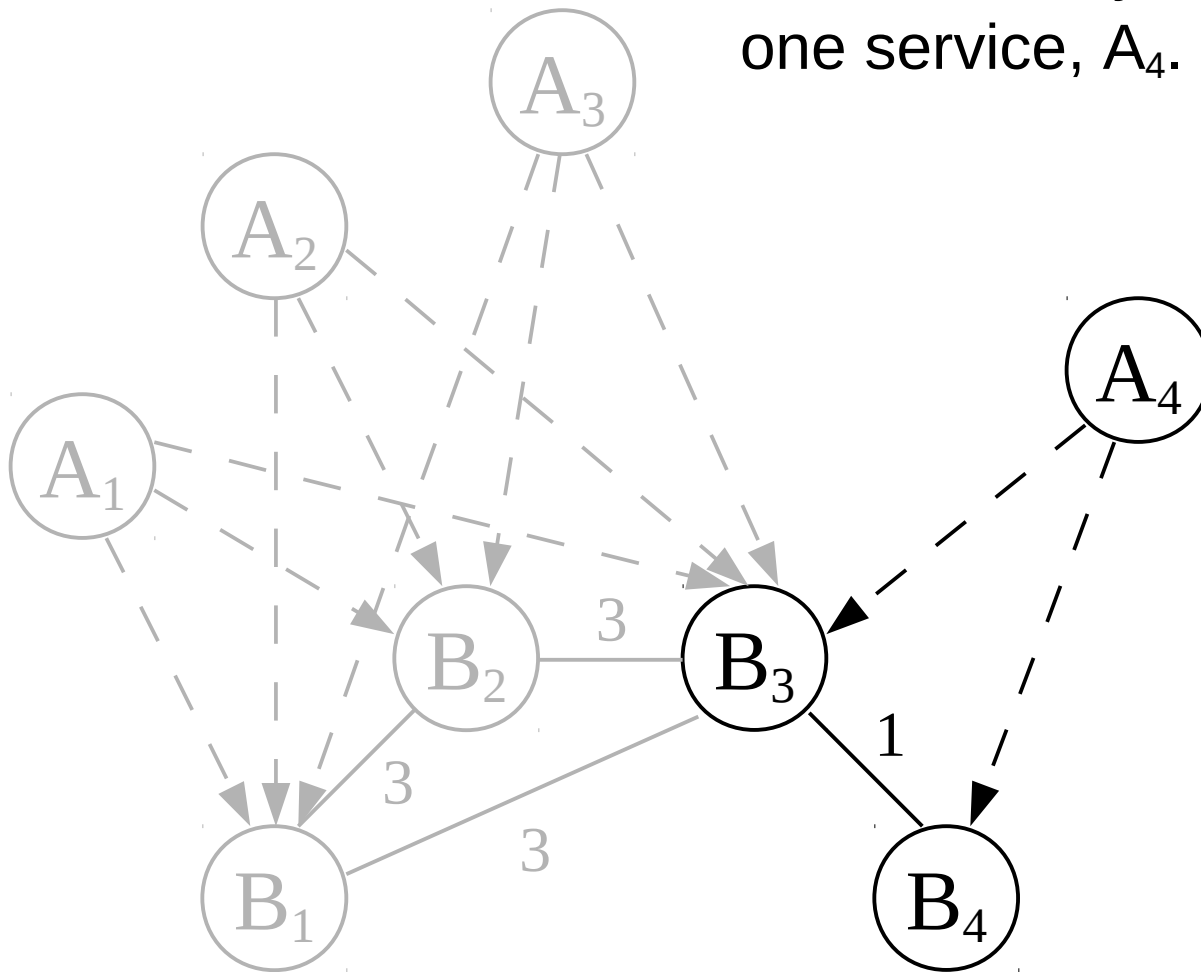 one service, A₄.
A₃
A₂
A₄
A₁
3
B₂
B₃
1
3
3
B₁
B₄